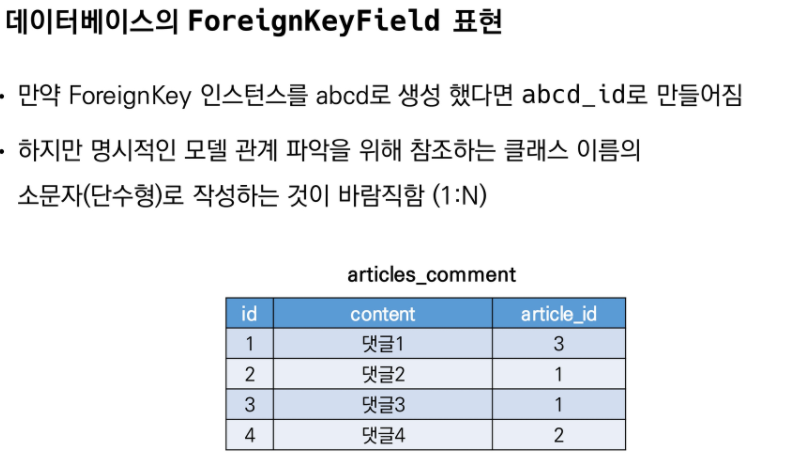 데이터베이스의 ForeignKeyField 표현
• 만약 ForeignKey 인스턴스를 abcd로 생성 했다면 abcd_id로 만들어짐
• 하지만 명시적인 모델 관계 파악을 위해 참조하는 클래스 이름의
소문자(단수형)로 작성하는 것이 바람직함 (1:N)
articles_comment
id content article_id
1 댓글1 3
2 댓글2 1
3 댓글3 1
4 댓글4 2